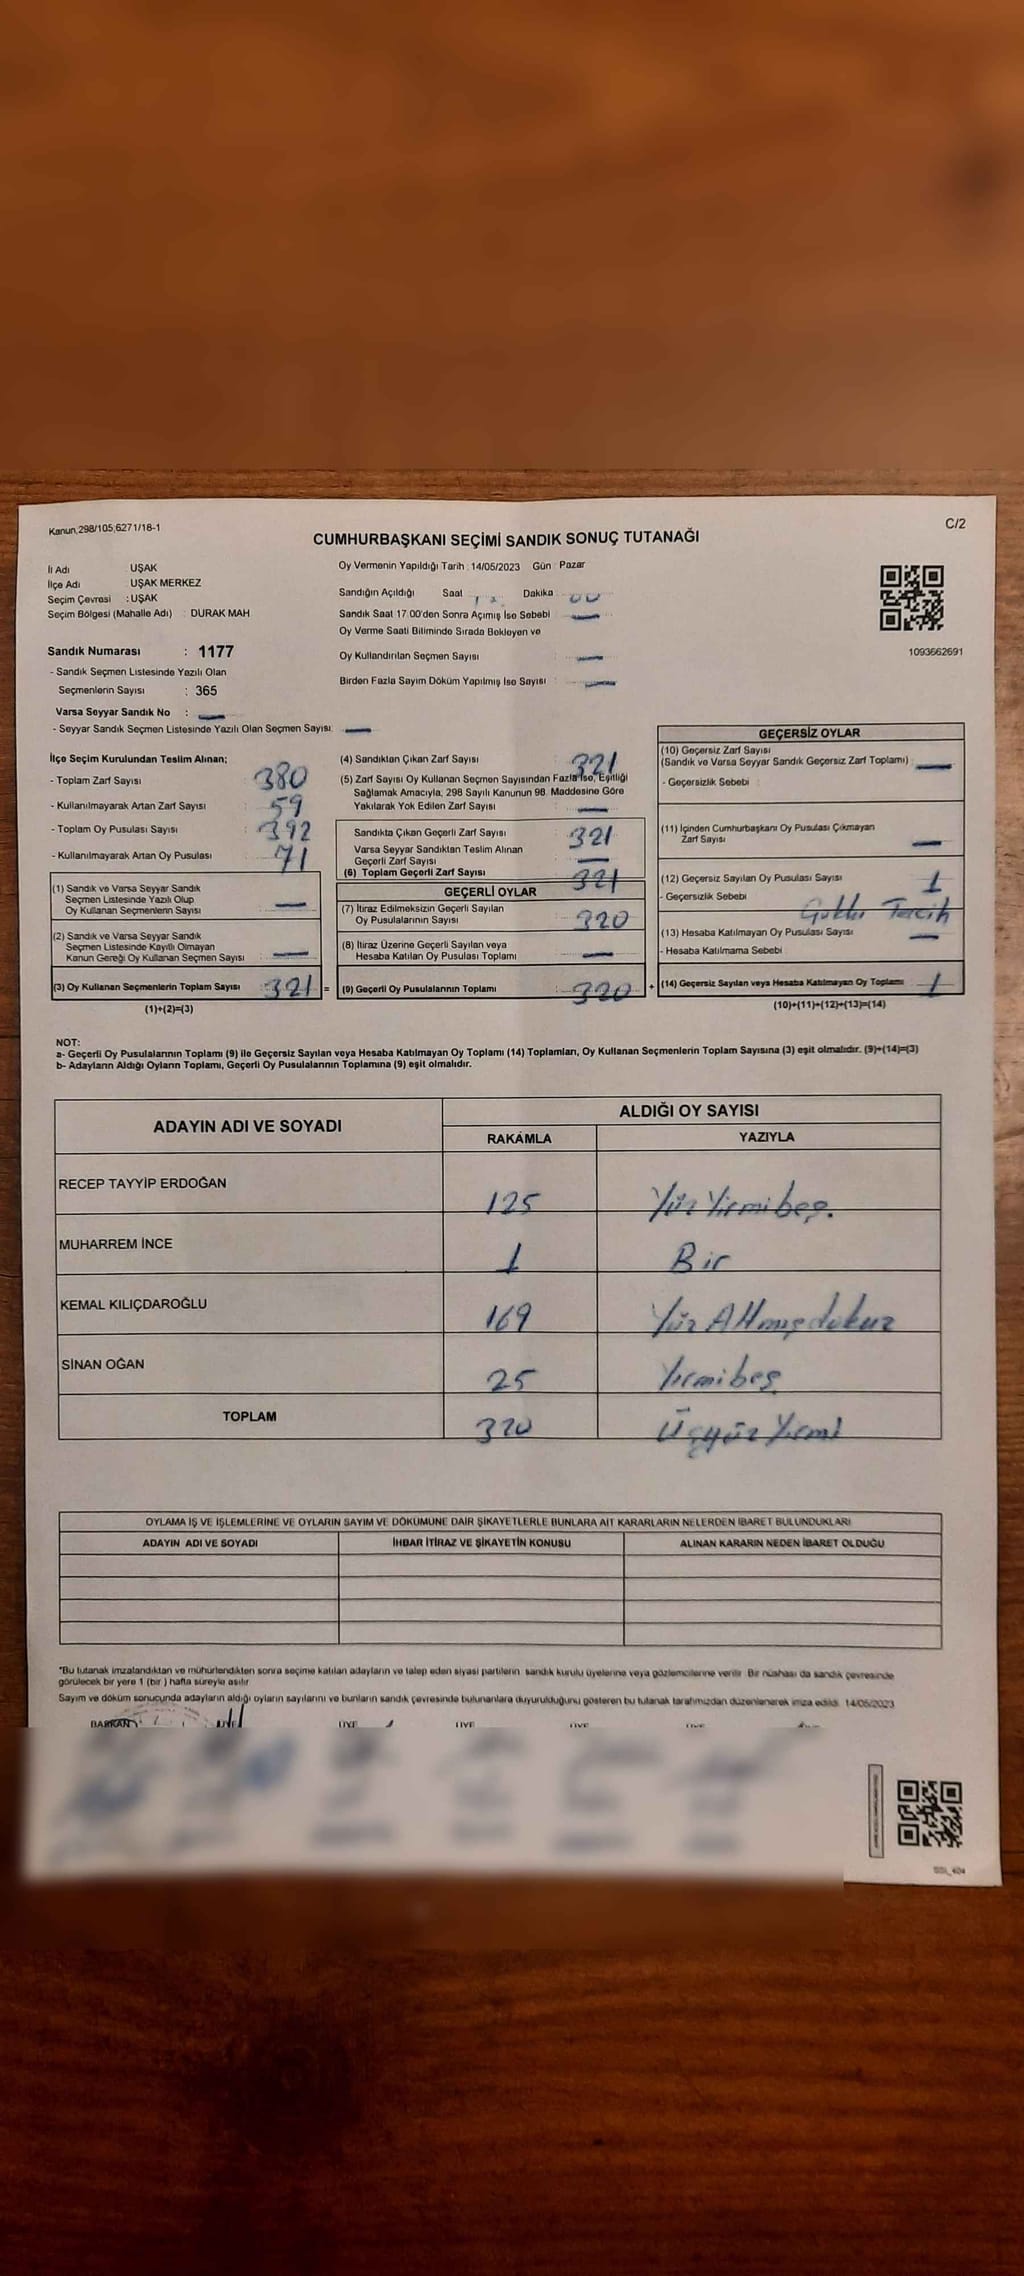 Kanun,298/105,6271/18-1
C/2
CUMHURBAŞKANI SEÇİMİ SANDIK SONUÇ TUTANAĞI
İl Adı UŞAK
İlçe Adı UŞAK MERKEZ
Seçim Çevresi : UŞAK
Seçim Bölgesi (Mahalle Adı) : DURAK MAH
Sandık Numarası : 1177
- Sandık Seçmen Listesinde Yazılı Olan
Seçmenlerin Sayısı : 365
Varsa Seyyar Sandık No :
- Seyyar Sandık Seçmen Listesinde Yazılı Olan Seçmen Sayısı:
Oy Vermenin Yapıldığı Tarih : 14/05/2023 Gün : Pazar
Sandığın Açıldığı Saat Dakika 00
Sandık Saat 17.00'den Sonra Açımış İse Sebebi
Oy Verme Saati Bitiminde Sırada Bekleyen ve
Oy Kullandırılan Seçmen Sayısı
Birden Fazla Sayım Döküm Yapılmış İse Sayısı
1093662691
İlçe Seçim Kurulundan Teslim Alınan;
- Toplam Zarf Sayısı 380
- Kullanılmayarak Artan Zarf Sayısı 59
- Toplam Oy Pusulası Sayısı 392
- Kullanılmayarak Artan Oy Pusulası 71
(1) Sandık ve Varsa Seyyar Sandık
Seçmen Listesinde Yazılı Olup
Oy Kullanan Seçmenlerin Sayısı
(2) Sandık ve Varsa Seyyar Sandık
Seçmen Listesinde Kayıtlı Olmayan
Kanun Gereği Oy Kullanan Seçmen Sayısı
(3) Oy Kullanan Seçmenlerin Toplam Sayısı : 321 =
(1)+(2)=(3)
(4) Sandıktan Çıkan Zarf Sayısı 321
(5) Zarf Sayısı Oy Kullanan Seçmen Sayısından Fazla İse, Eşitliği
Sağlamak Amacıyla, 298 Sayılı Kanunun 98. Maddesine Göre
Yakılarak Yok Edilen Zarf Sayısı
Sandıkta Çıkan Geçerli Zarf Sayısı 321
Varsa Seyyar Sandıktan Teslim Alınan
Geçerli Zarf Sayısı
(6) Toplam Geçerli Zarf Sayısı 321
GEÇERLİ OYLAR
(7) İtiraz Edilmeksizin Geçerli Sayılan
Oy Pusulalarının Sayısı : 320
(8) İtiraz Üzerine Geçerli Sayılan veya
Hesaba Katılan Oy Pusulası Toplamı
(9) Geçerli Oy Pusulalarının Toplamı : 320 +
GEÇERSİZ OYLAR
(10) Geçersiz Zarf Sayısı
(Sandık ve Varsa Seyyar Sandık Geçersiz Zarf Toplamı) :
- Geçersizlik Sebebi :
(11) İçinden Cumhurbaşkanı Oy Pusulası Çıkmayan
Zarf Sayısı
(12) Geçersiz Sayılan Oy Pusulası Sayısı 1
- Geçersizlik Sebebi Tercih
(13) Hesaba Katılmayan Oy Pusulası Sayısı
- Hesaba Katılmama Sebebi
(14) Geçersiz Sayılan veya Hesaba Katılmayan Oy Toplamı 1
(10)+(11)+(12)+(13)=(14)
NOT:
a- Geçerli Oy Pusulalarının Toplamı (9) ile Geçersiz Sayılan veya Hesaba Katılmayan Oy Toplamı (14) Toplamları, Oy Kullanan Seçmenlerin Toplam Sayısına (3) eşit olmalıdır. (9)+(14)=(3)
b- Adayların Aldığı Oyların Toplamı, Geçerli Oy Pusulalarının Toplamına (9) eşit olmalıdır.
ADAYIN ADI VE SOYADI ALDIĞI OY SAYISI
RAKAMLA YAZIYLA
RECEP TAYYİP ERDOĞAN 125 Yüz Yirmibeş.
MUHARREM İNCE 1 Bir
KEMAL KILIÇDAROĞLU 169 Yüz Altmışdokuz
SİNAN OĞAN 25 Yirmibeş
TOPLAM 320 Üçyüz Yirmi
OYLAMA İŞ VE İŞLEMLERİNE VE OYLARIN SAYIM VE DÖKÜMÜNE DAİR ŞİKAYETLERLE BUNLARA AİT KARARLARIN NELERDEN İBARET BULUNDUKLARI
ADAYIN ADI VE SOYADI İHBAR İTİRAZ VE ŞİKAYETİN KONUSU ALINAN KARARIN NEDEN İBARET OLDUĞU
*Bu tutanak imzalandıktan ve mühürlendikten sonra seçime katılan adayların ve talep eden siyasi partilerin sandık kurulu üyelerine veya gözlemcilerine verilir. Bir nüshası da sandık çevresinde
görülecek bir yere 1 (bir ) hafta süreyle asılır
Sayım ve döküm sonucunda adayların aldığı oyların sayılarını ve bunların sandık çevresinde bulunanlara duyurulduğunu gösteren bu tutanak tarafımızdan düzenlenerek imza edildi. 14/05/2023
BAŞKAN ÜYE ÜYE ÜYE ÜYE ÜYE